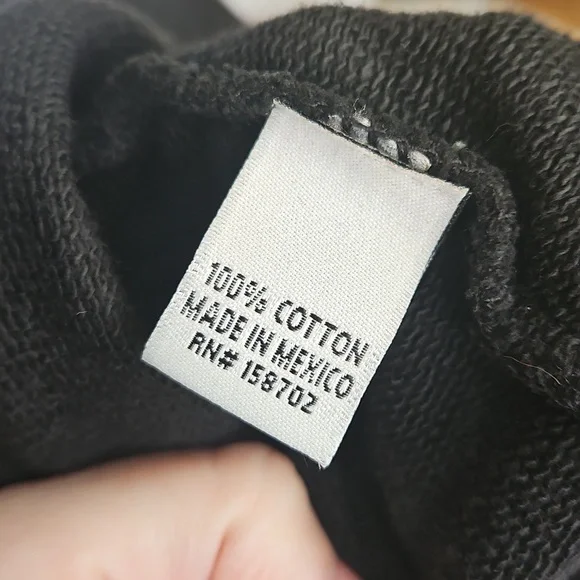 100% COTTON
MADE IN MEXICO
RN# 158702